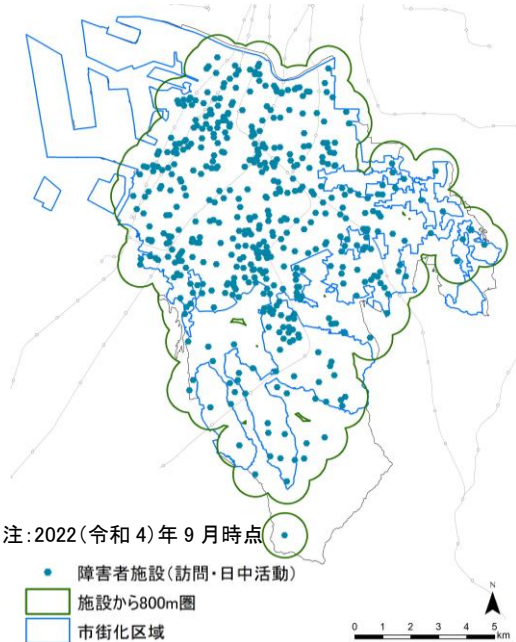 注:2022(令和 4)年 9 月時点
障害者施設(訪問・日中活動)
施設から800m圏
市街化区域
N
0 1 2 3 4 5
km